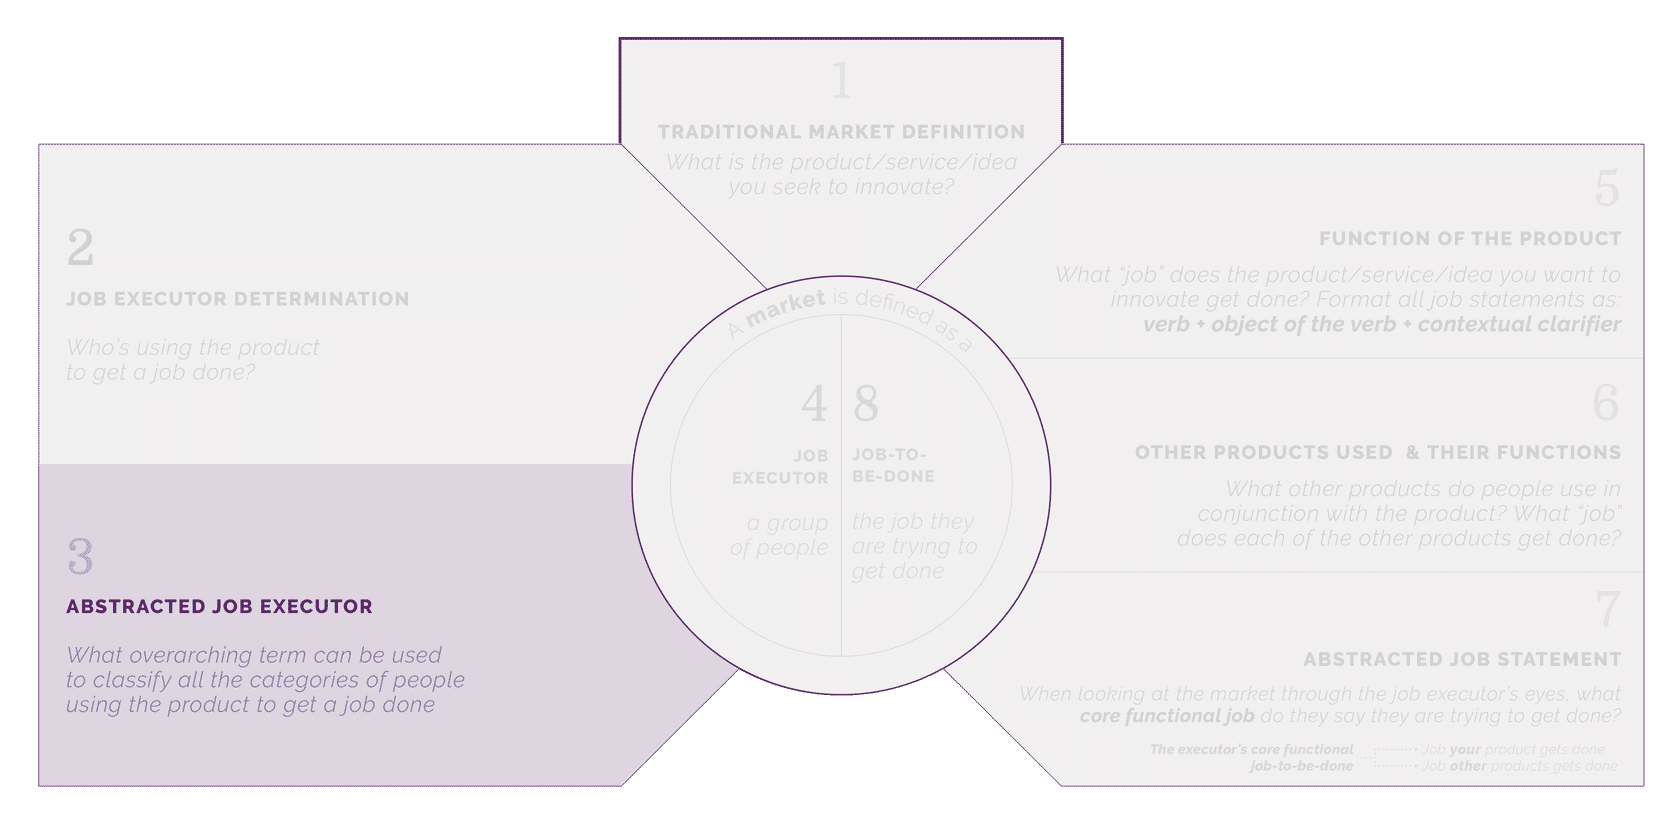 1
TRADITIONAL MARKET DEFINITION
What is the product/service/idea
you seek to innovate?
2
JOB EXECUTOR DETERMINATION
Who's using the product
to get a job done?
3
ABSTRACTED JOB EXECUTOR
What overarching term can be used
to classify all the categories of people
using the product to get a job done
A market is defined as a
4
JOB
EXECUTOR
a group
of people
8
JOB-TO-
BE-DONE
the job they
are trying to
get done
5
FUNCTION OF THE PRODUCT
What “job” does the product/service/idea you want to
innovate get done? Format all job statements as:
verb + object of the verb + contextual clarifier
6
OTHER PRODUCTS USED & THEIR FUNCTIONS
What other products do people use in
conjunction with the product? What “job”
does each of the other products get done?
7
ABSTRACTED JOB STATEMENT
When looking at the market through the job executor's eyes, what
core functional job do they say they are trying to get done?
The executor's core functional
job-to-be-done
Job your product gets done
Job other products gets done